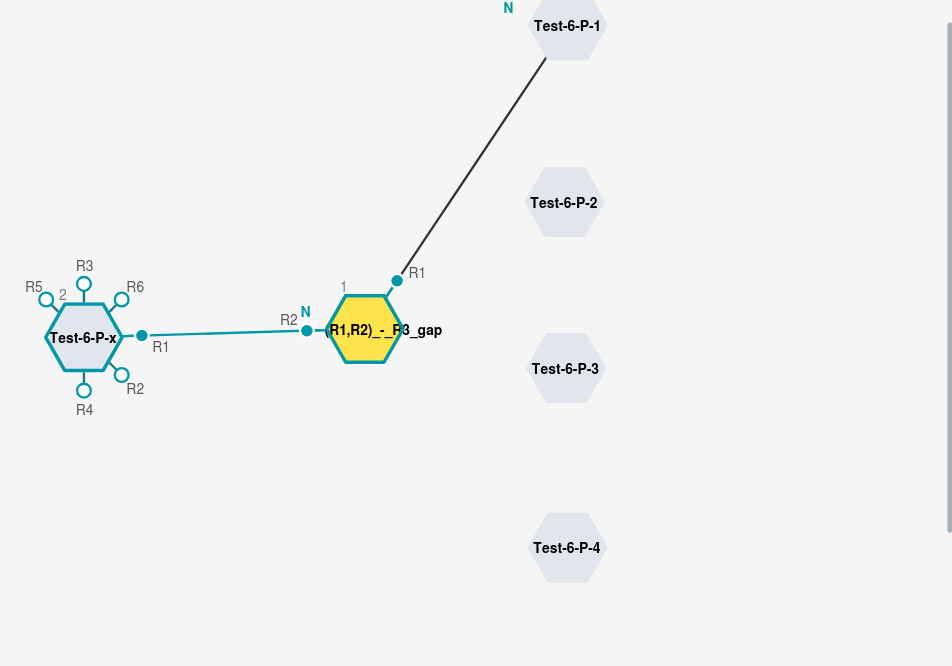 N
Test-6-P-1
Test-6-P-2
R3
R5
2
R6
Test-6-P-x
R1
R2
R4
1
R1
N
R2
(R1,R2)_-_R3_gap
Test-6-P-3
Test-6-P-4